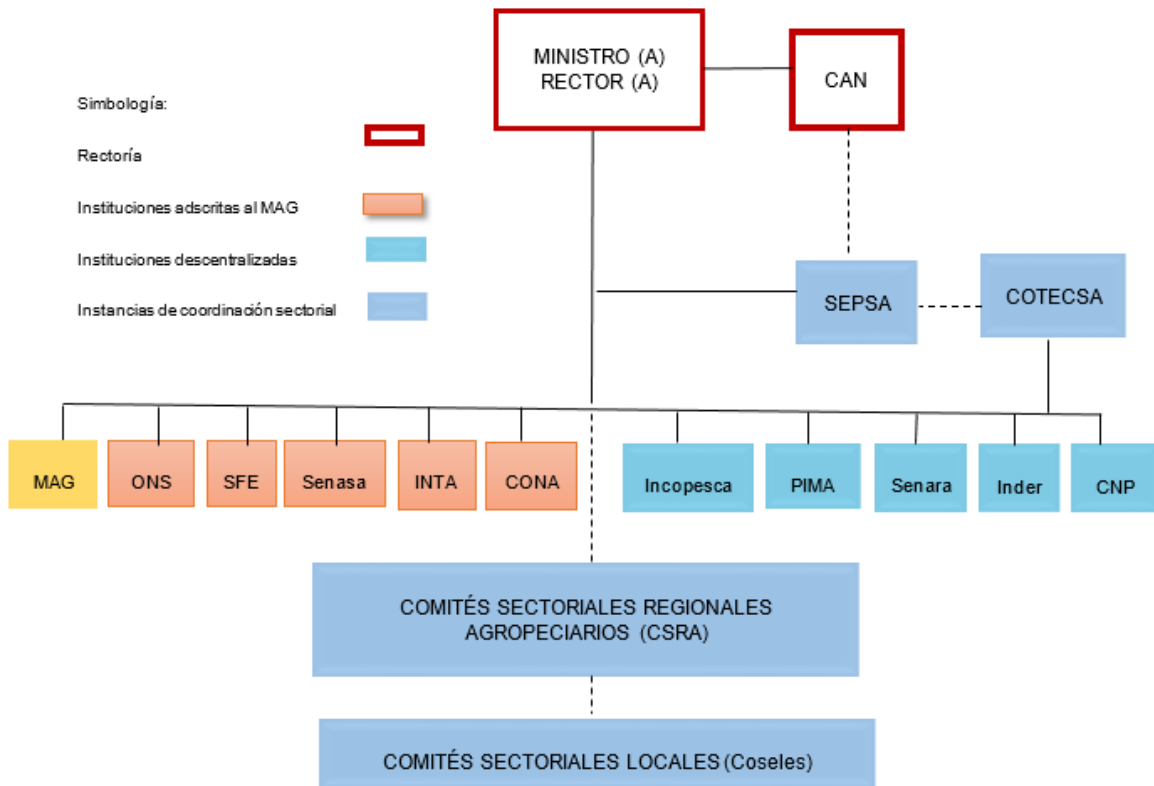 MINISTRO (A)
RECTOR (A)
CAN
Simbología:
Rectoría
Instituciones adscritas al MAG
Instituciones descentralizadas
Instancias de coordinación sectorial
SEPSA
COTECSA
MAG
ONS
SFE
Senasa
INTA
CONA
Incopesca
PIMA
Senara
Inder
CNP
COMITÉS SECTORIALES REGIONALES
AGROPECIARIOS (CSRA)
COMITÉS SECTORIALES LOCALES (Coseles)